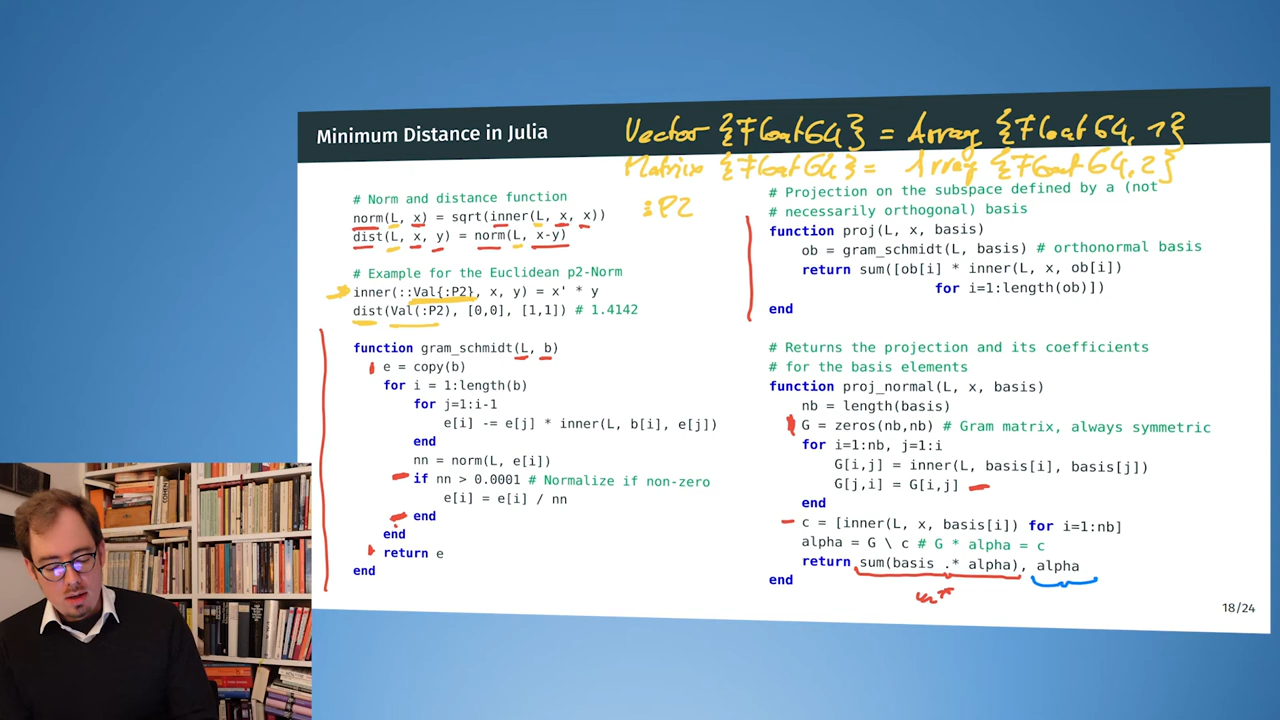 Minimum Distance in Julia
Vector {Float64} = Array {Float64, 1}
Matrix {Float64} = Array {Float64, 2}
:P2
# Norm and distance function
norm(L, x) = sqrt(inner(L, x, x))
dist(L, x, y) = norm(L, x-y)
# Example for the Euclidean p2-Norm
inner(::Val{:P2}, x, y) = x' * y
dist(Val(:P2), [0,0], [1,1]) # 1.4142
function gram_schmidt(L, b)
e = copy(b)
for i = 1:length(b)
for j=1:i-1
e[i] -= e[j] * inner(L, b[i], e[j])
end
nn = norm(L, e[i])
if nn > 0.0001 # Normalize if non-zero
e[i] = e[i] / nn
end
end
return e
end
# Projection on the subspace defined by a (not
# necessarily orthogonal) basis
function proj(L, x, basis)
ob = gram_schmidt(L, basis) # orthonormal basis
return sum([ob[i] * inner(L, x, ob[i])
for i=1:length(ob)])
end
# Returns the projection and its coefficients
# for the basis elements
function proj_normal(L, x, basis)
nb = length(basis)
G = zeros(nb,nb) # Gram matrix, always symmetric
for i=1:nb, j=1:i
G[i,j] = inner(L, basis[i], basis[j])
G[j,i] = G[i,j]
end
c = [inner(L, x, basis[i]) for i=1:nb]
alpha = G \ c # G * alpha = c
return sum(basis .* alpha), alpha
end
18/24